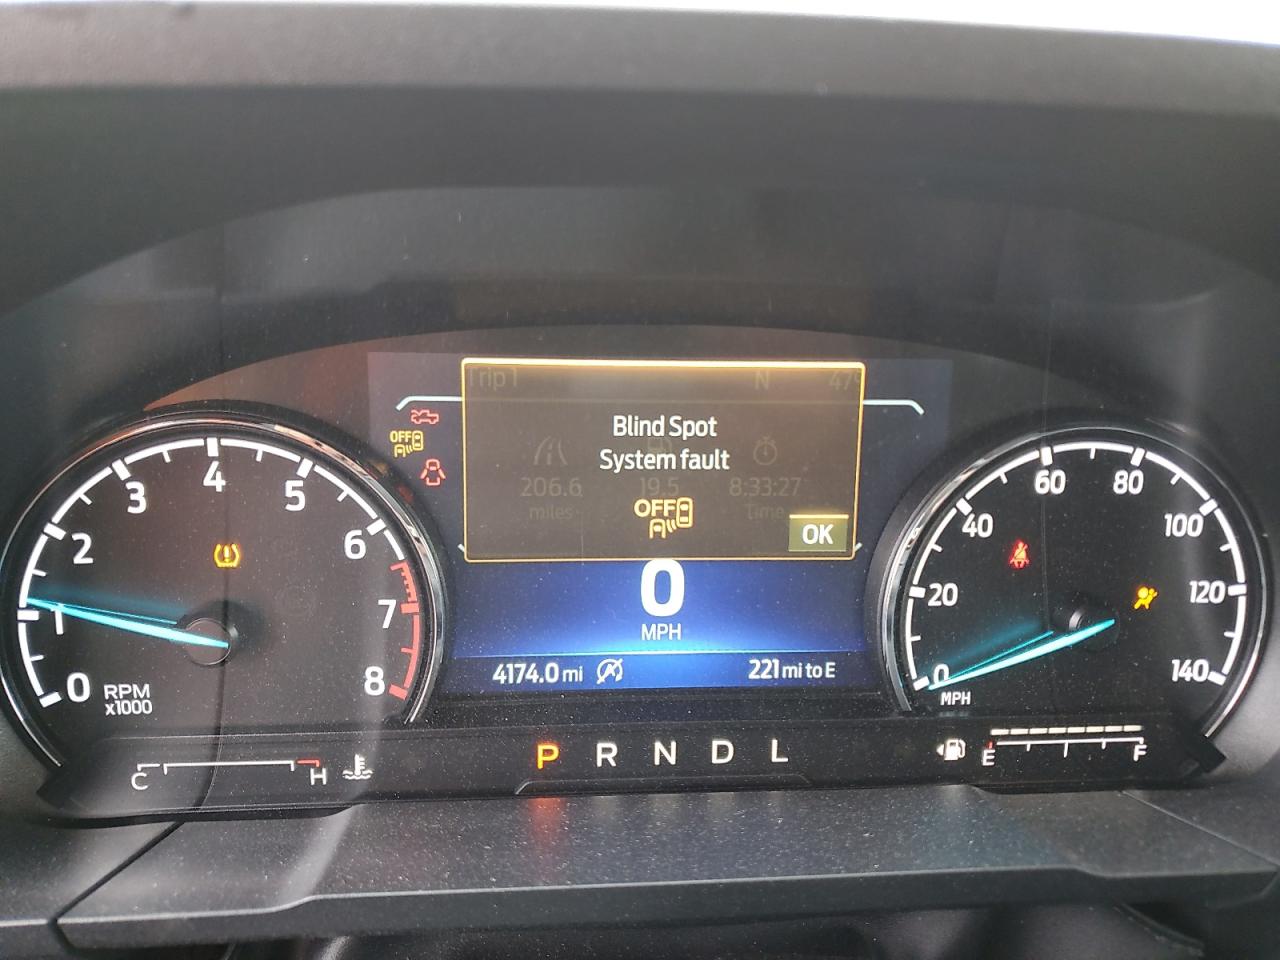 Trip 1 N 47°
Blind Spot
System fault
206.6 19.5 8:33:27
miles Time
OFF
OFF
OK
0
MPH
4174.0 mi 221 mi to E
0 1 2 3 4 5 6 7 8
RPM
x1000
0 20 40 60 80 100 120 140
MPH
C H
P R N D L
E F